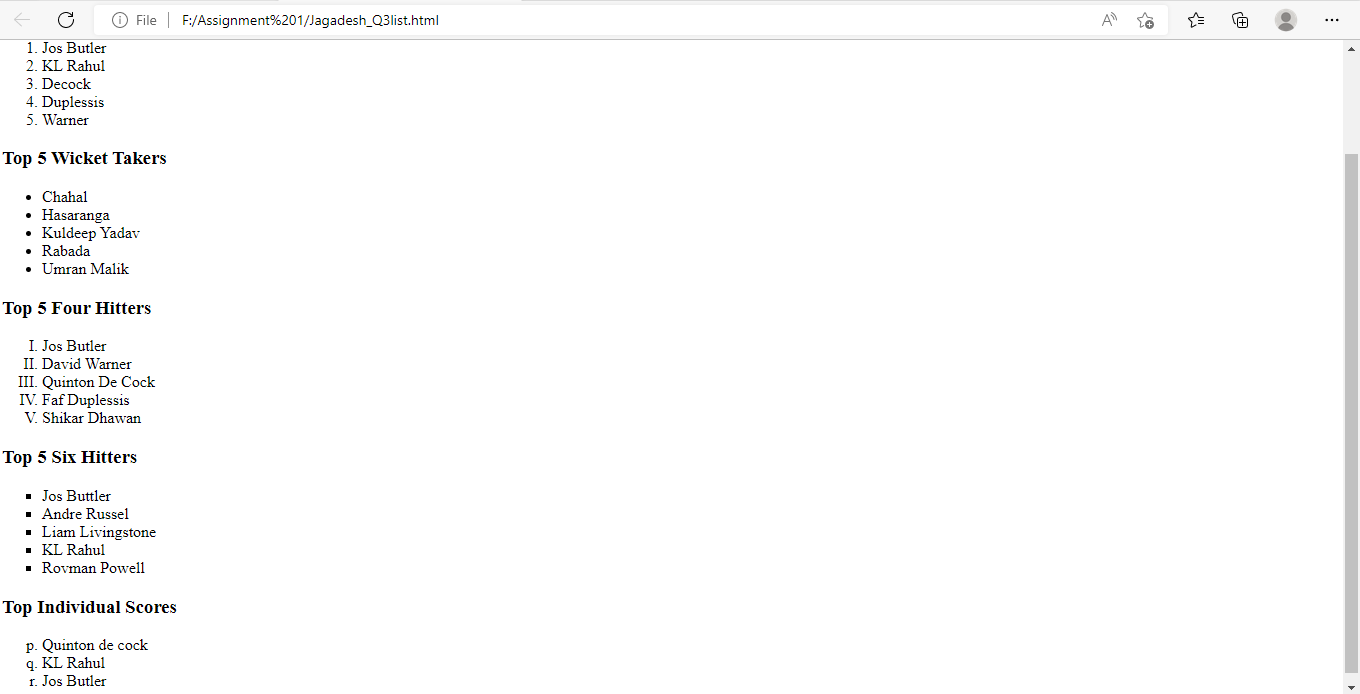 File
F:/Assignment%201/Jagadesh_Q3list.html
1. Jos Butler
2. KL Rahul
3. Decock
4. Duplessis
5. Warner
Top 5 Wicket Takers
Chahal
Hasaranga
Kuldeep Yadav
Rabada
Umran Malik
Top 5 Four Hitters
I. Jos Butler
II. David Warner
III. Quinton De Cock
IV. Faf Duplessis
V. Shikar Dhawan
Top 5 Six Hitters
Jos Buttler
Andre Russel
Liam Livingstone
KL Rahul
Rovman Powell
Top Individual Scores
p. Quinton de cock
q. KL Rahul
r. Jos Butler